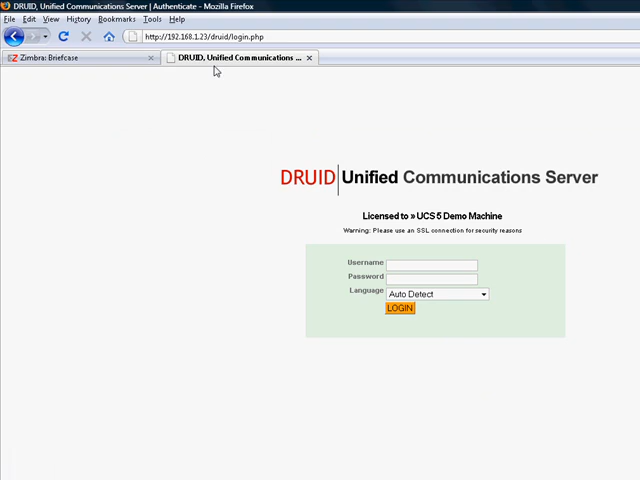 DRUID, Unified Communications Server | Authenticate - Mozilla Firefox
File Edit View History Bookmarks Tools Help
http://192.168.1.23/druid/login.php
Zimbra: Briefcase
DRUID, Unified Communications ...
DRUID Unified Communications Server
Licensed to » UCS 5 Demo Machine
Warning: Please use an SSL connection for security reasons
Username
Password
Language Auto Detect
LOGIN